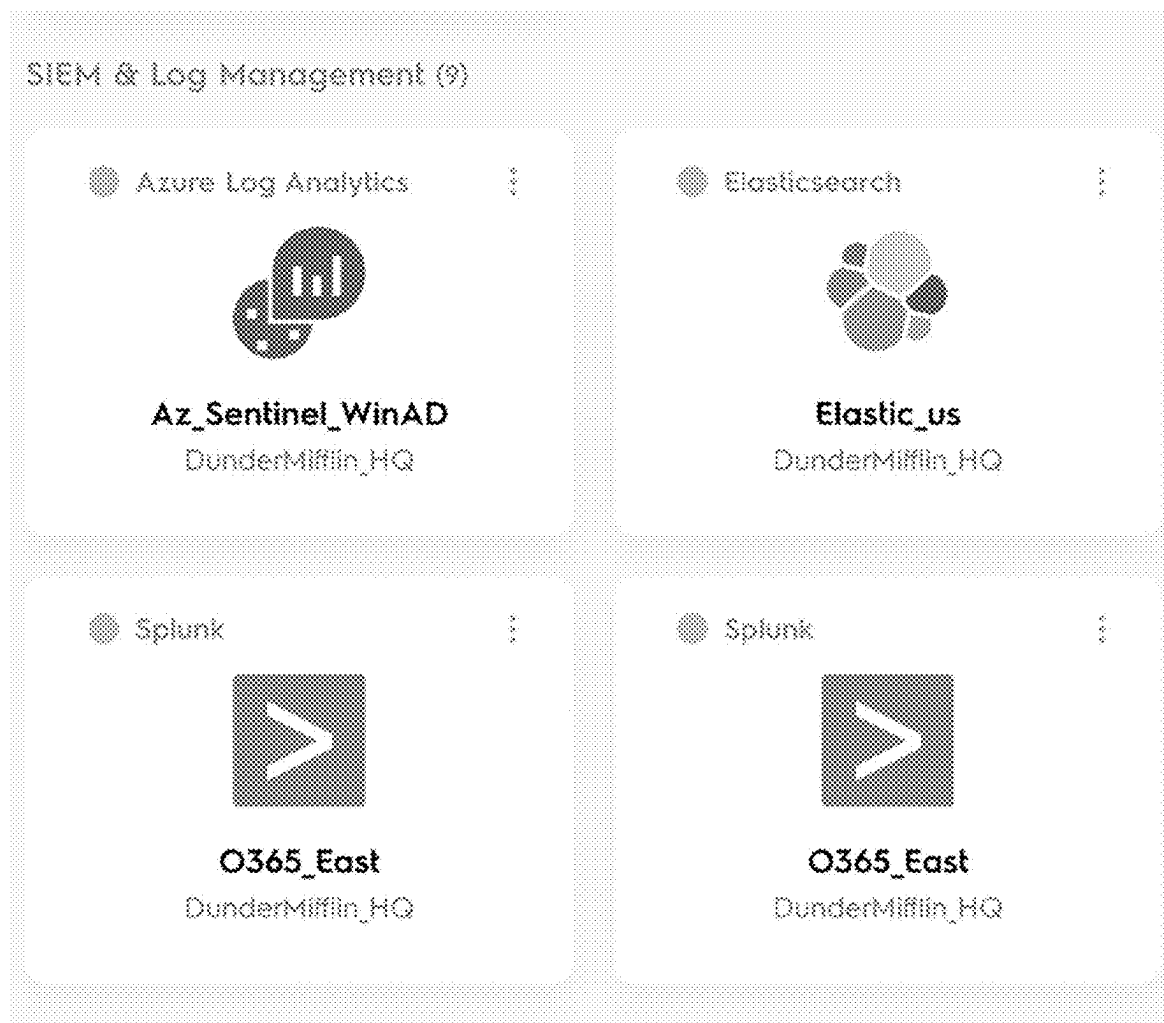 SIEM & Log Management (9)
Azure Log Analytics
Az_Sentinel_WinAD
DunderMifflin_HQ
Elasticsearch
Elastic_us
DunderMifflin_HQ
Splunk
O365_East
DunderMifflin_HQ
Splunk
O365_East
DunderMifflin_HQ